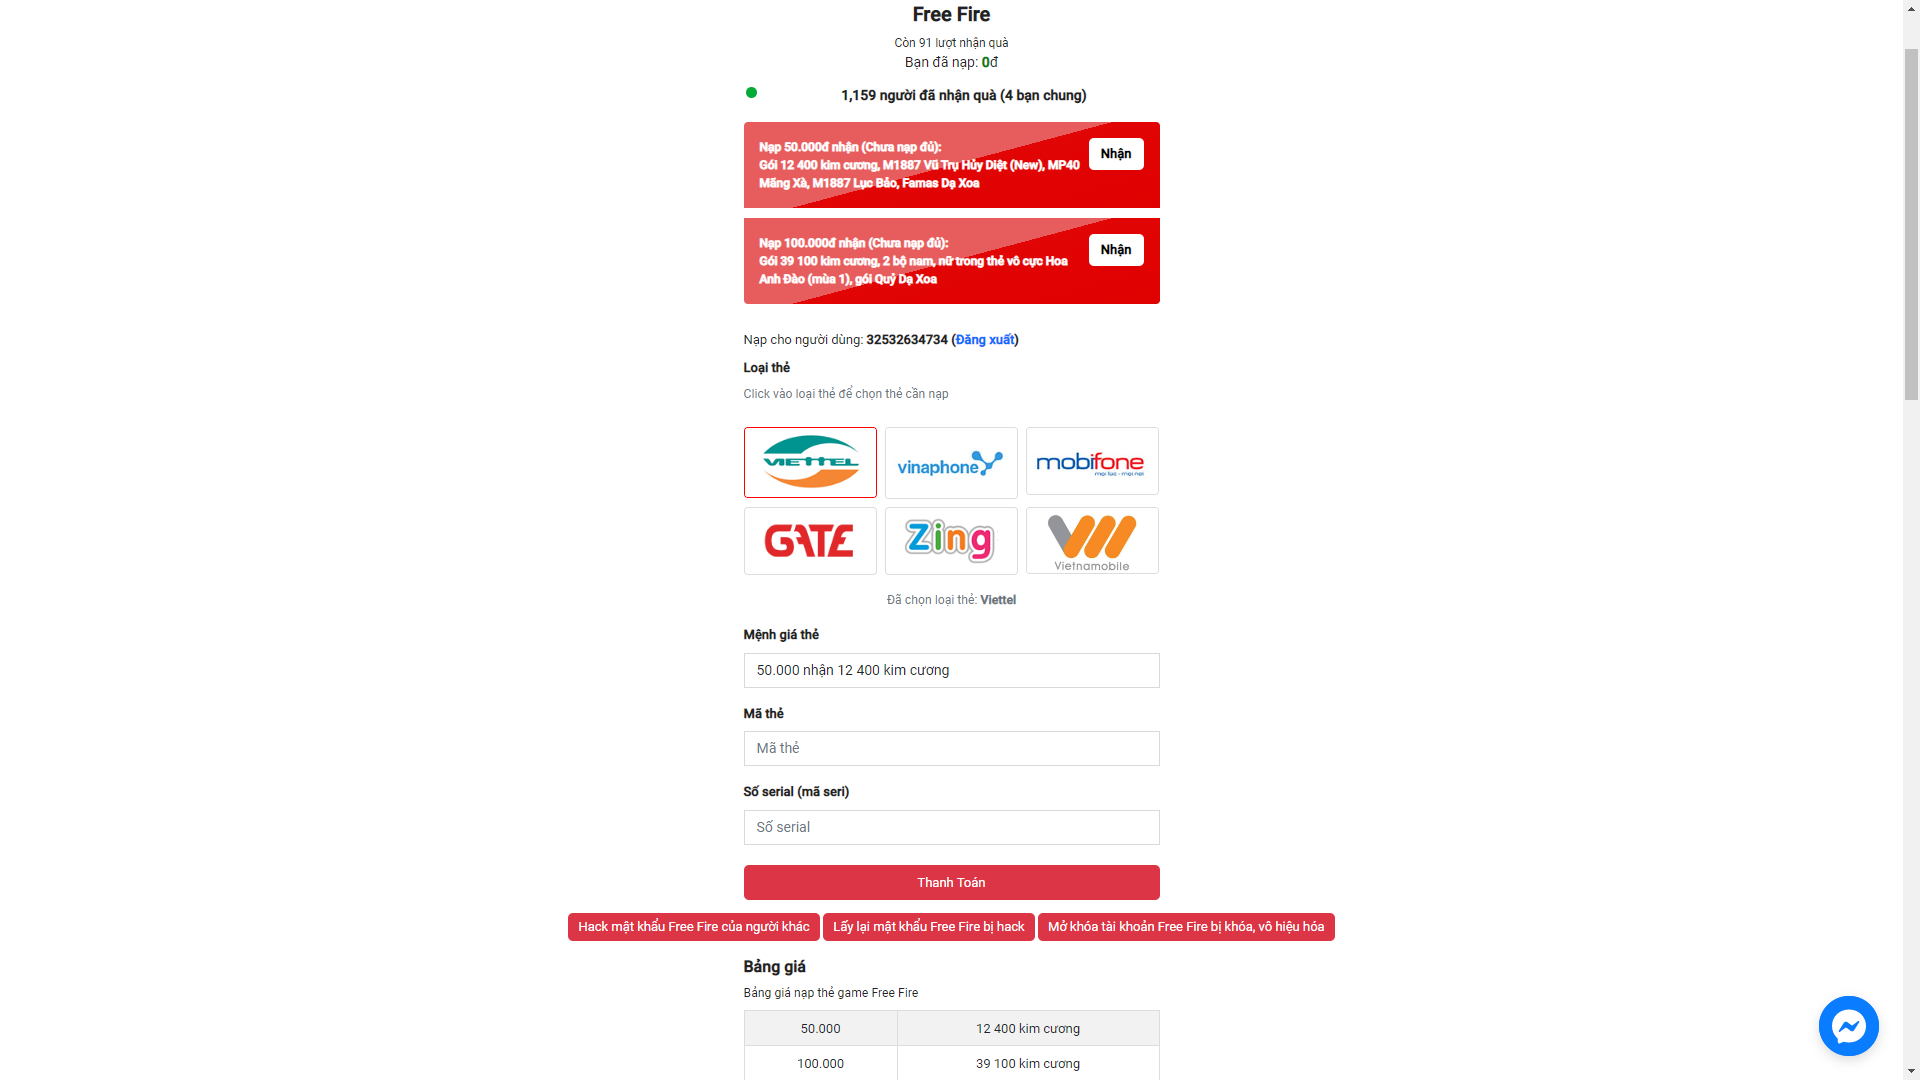 Free Fire
Còn 91 lượt nhận quà
Bạn đã nạp: 0đ
1,159 người đã nhận quà (4 bạn chung)
Nạp 50.000đ nhận (Chưa nạp đủ):
Gói 12 400 kim cương, M1887 Vũ Trụ Hủy Diệt (New), MP40
Mãng Xà, M1887 Lục Bảo, Famas Dạ Xoa
Nhận
Nạp 100.000đ nhận (Chưa nạp đủ):
Gói 39 100 kim cương, 2 bộ nam, nữ trong thẻ vô cực Hoa
Anh Đào (mùa 1), gói Quỷ Dạ Xoa
Nhận
Nạp cho người dùng: 32532634734 (Đăng xuất)
Loại thẻ
Click vào loại thẻ để chọn thẻ cần nạp
VIETTEL
vinaphone
mobifone
mọi lúc - mọi nơi
GATE
Zing
Vietnamobile
Đã chọn loại thẻ: Viettel
Mệnh giá thẻ
50.000 nhận 12 400 kim cương
Mã thẻ
Mã thẻ
Số serial (mã seri)
Số serial
Thanh Toán
Hack mật khẩu Free Fire của người khác
Lấy lại mật khẩu Free Fire bị hack
Mở khóa tài khoản Free Fire bị khóa, vô hiệu hóa
Bảng giá
Bảng giá nạp thẻ game Free Fire
50.000 12 400 kim cương
100.000 39 100 kim cương